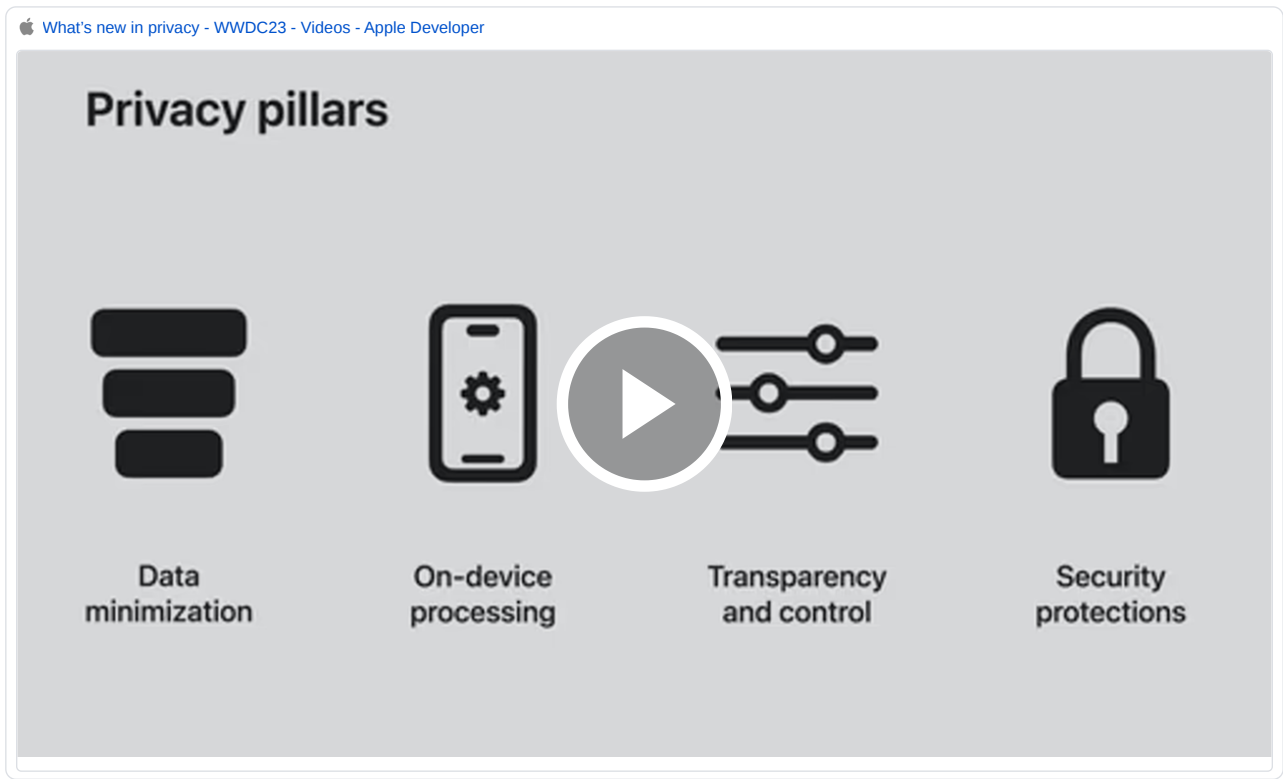 What’s new in privacy - WWDC23 - Videos - Apple Developer
Privacy pillars
Data
minimization
On-device
processing
Transparency
and control
Security
protections